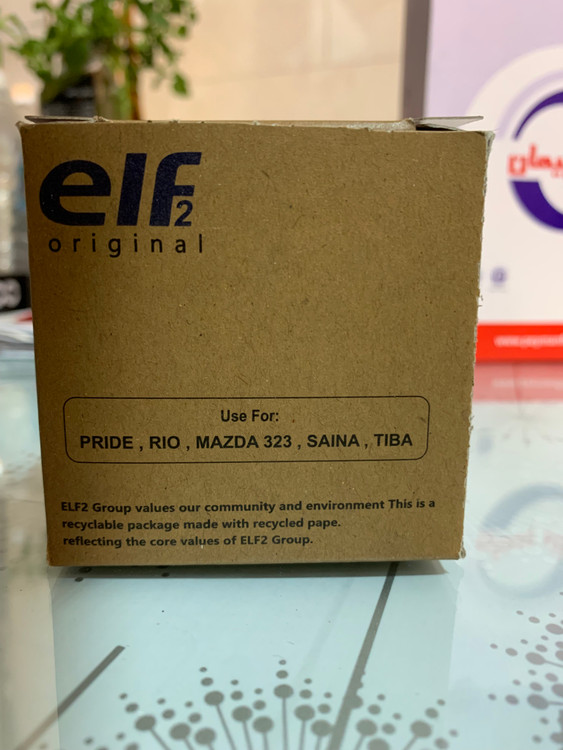 elf2
original
Use For:
PRIDE , RIO , MAZDA 323 , SAINA , TIBA
ELF2 Group values our community and environment This is a
recyclable package made with recycled pape.
reflecting the core values of ELF2 Group.